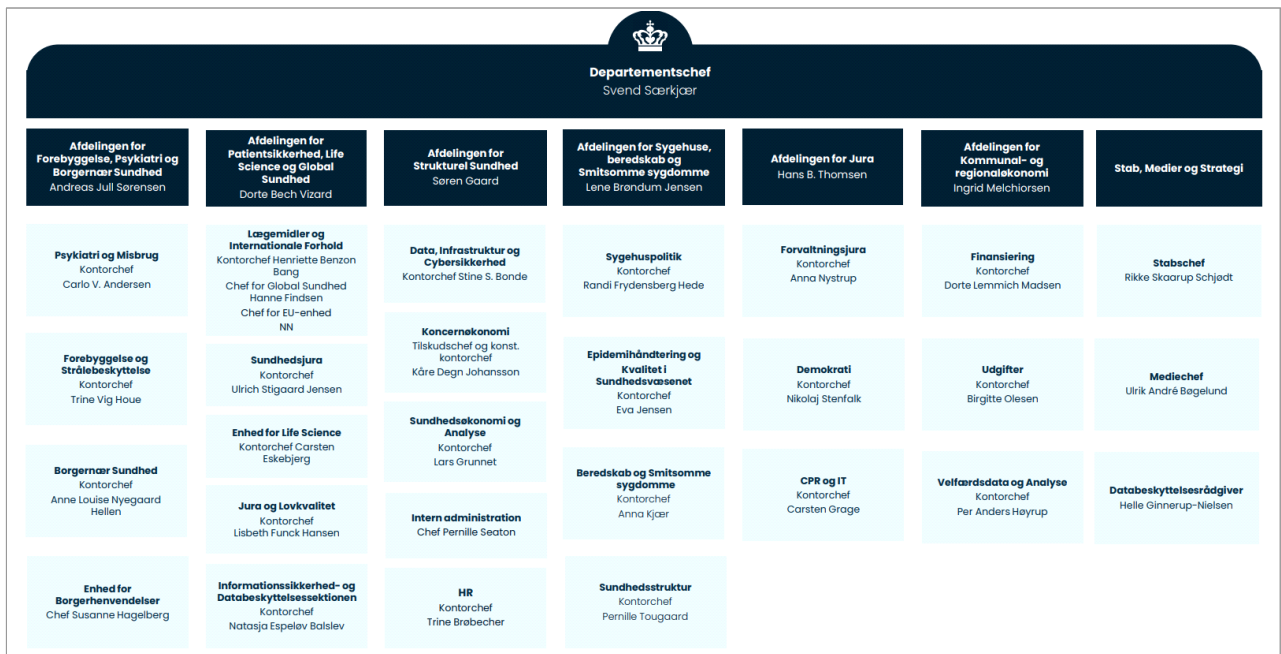 Departementschef
Svend Særkjær
Afdelingen for
Forebyggelse, Psykiatri og
Borgernær Sundhed
Andreas Jull Sørensen
Psykiatri og Misbrug
Kontorchef
Carlo V. Andersen
Forebyggelse og
Strålebeskyttelse
Kontorchef
Trine Vig Houe
Borgernær Sundhed
Kontorchef
Anne Louise Nyegaard
Hellen
Enhed for
Borgerhenvendelser
Chef Susanne Hagelberg
Afdelingen for
Patientsikkerhed, Life
Science og Global
Sundhed
Dorte Bech Vizard
Lægemidler og
Internationale Forhold
Kontorchef Henriette Benzon
Bang
Chef for Global Sundhed
Hanne Findsen
Chef for EU-enhed
NN
Sundhedsjura
Kontorchef
Ulrich Stigaard Jensen
Enhed for Life Science
Kontorchef Carsten
Eskebjerg
Jura og Lovkvalitet
Kontorchef
Lisbeth Funck Hansen
Informationssikkerhed- og
Databeskyttelsessektionen
Kontorchef
Natasja Espeløv Balslev
Afdelingen for
Strukturel Sundhed
Søren Gaard
Data, Infrastruktur og
Cybersikkerhed
Kontorchef Stine S. Bonde
Koncernøkonomi
Tilskudschef og konst.
kontorchef
Kåre Degn Johansson
Sundhedsøkonomi og
Analyse
Kontorchef
Lars Grunnet
Intern administration
Chef Pernille Seaton
HR
Kontorchef
Trine Brøbecher
Afdelingen for Sygehuse,
beredskab og
Smitsomme sygdomme
Lene Brøndum Jensen
Sygehuspolitik
Kontorchef
Randi Frydensberg Hede
Epidemihåndtering og
Kvalitet i
Sundhedsvæsenet
Kontorchef
Eva Jensen
Beredskab og Smitsomme
sygdomme
Kontorchef
Anna Kjær
Sundhedsstruktur
Kontorchef
Pernille Tougaard
Afdelingen for Jura
Hans B. Thomsen
Forvaltningsjura
Kontorchef
Anna Nystrup
Demokrati
Kontorchef
Nikolaj Stenfalk
CPR og IT
Kontorchef
Carsten Grage
Afdelingen for
Kommunal- og
regionaløkonomi
Ingrid Melchiorsen
Finansiering
Kontorchef
Dorte Lemmich Madsen
Udgifter
Kontorchef
Birgitte Olesen
Velfærdsdata og Analyse
Kontorchef
Per Anders Høyrup
Stab, Medier og Strategi
Stabschef
Rikke Skaarup Schjødt
Mediechef
Ulrik André Bøgelund
Databeskyttelsesrådgiver
Helle Ginnerup-Nielsen